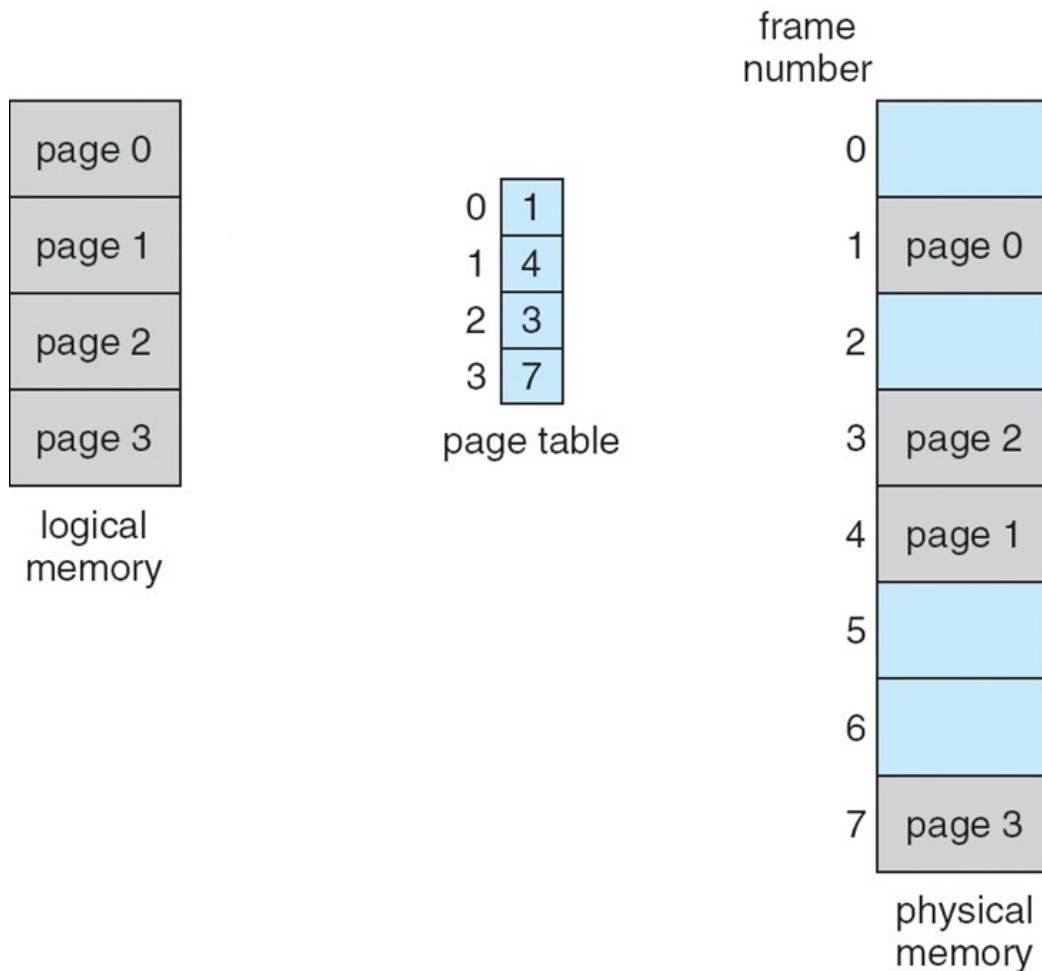 page 0
page 1
page 2
page 3
logical
memory
0 1
1 4
2 3
3 7
page table
frame
number
0
1 page 0
2
3 page 2
4 page 1
5
6
7 page 3
physical
memory